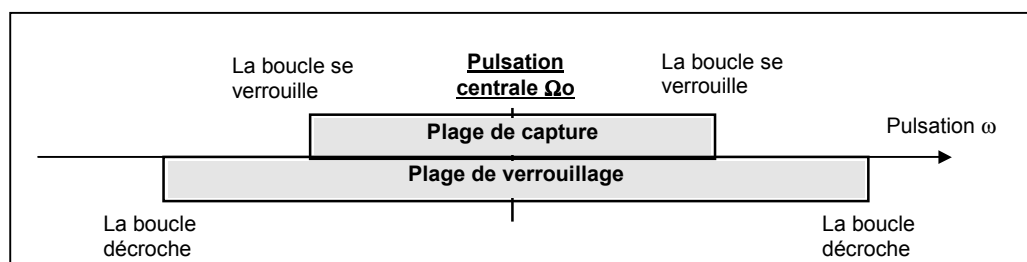 La boucle se
verrouille
Pulsation
centrale Ωo
La boucle se
verrouille
Plage de capture
Pulsation ω
Plage de verrouillage
La boucle
décroche
La boucle
décroche